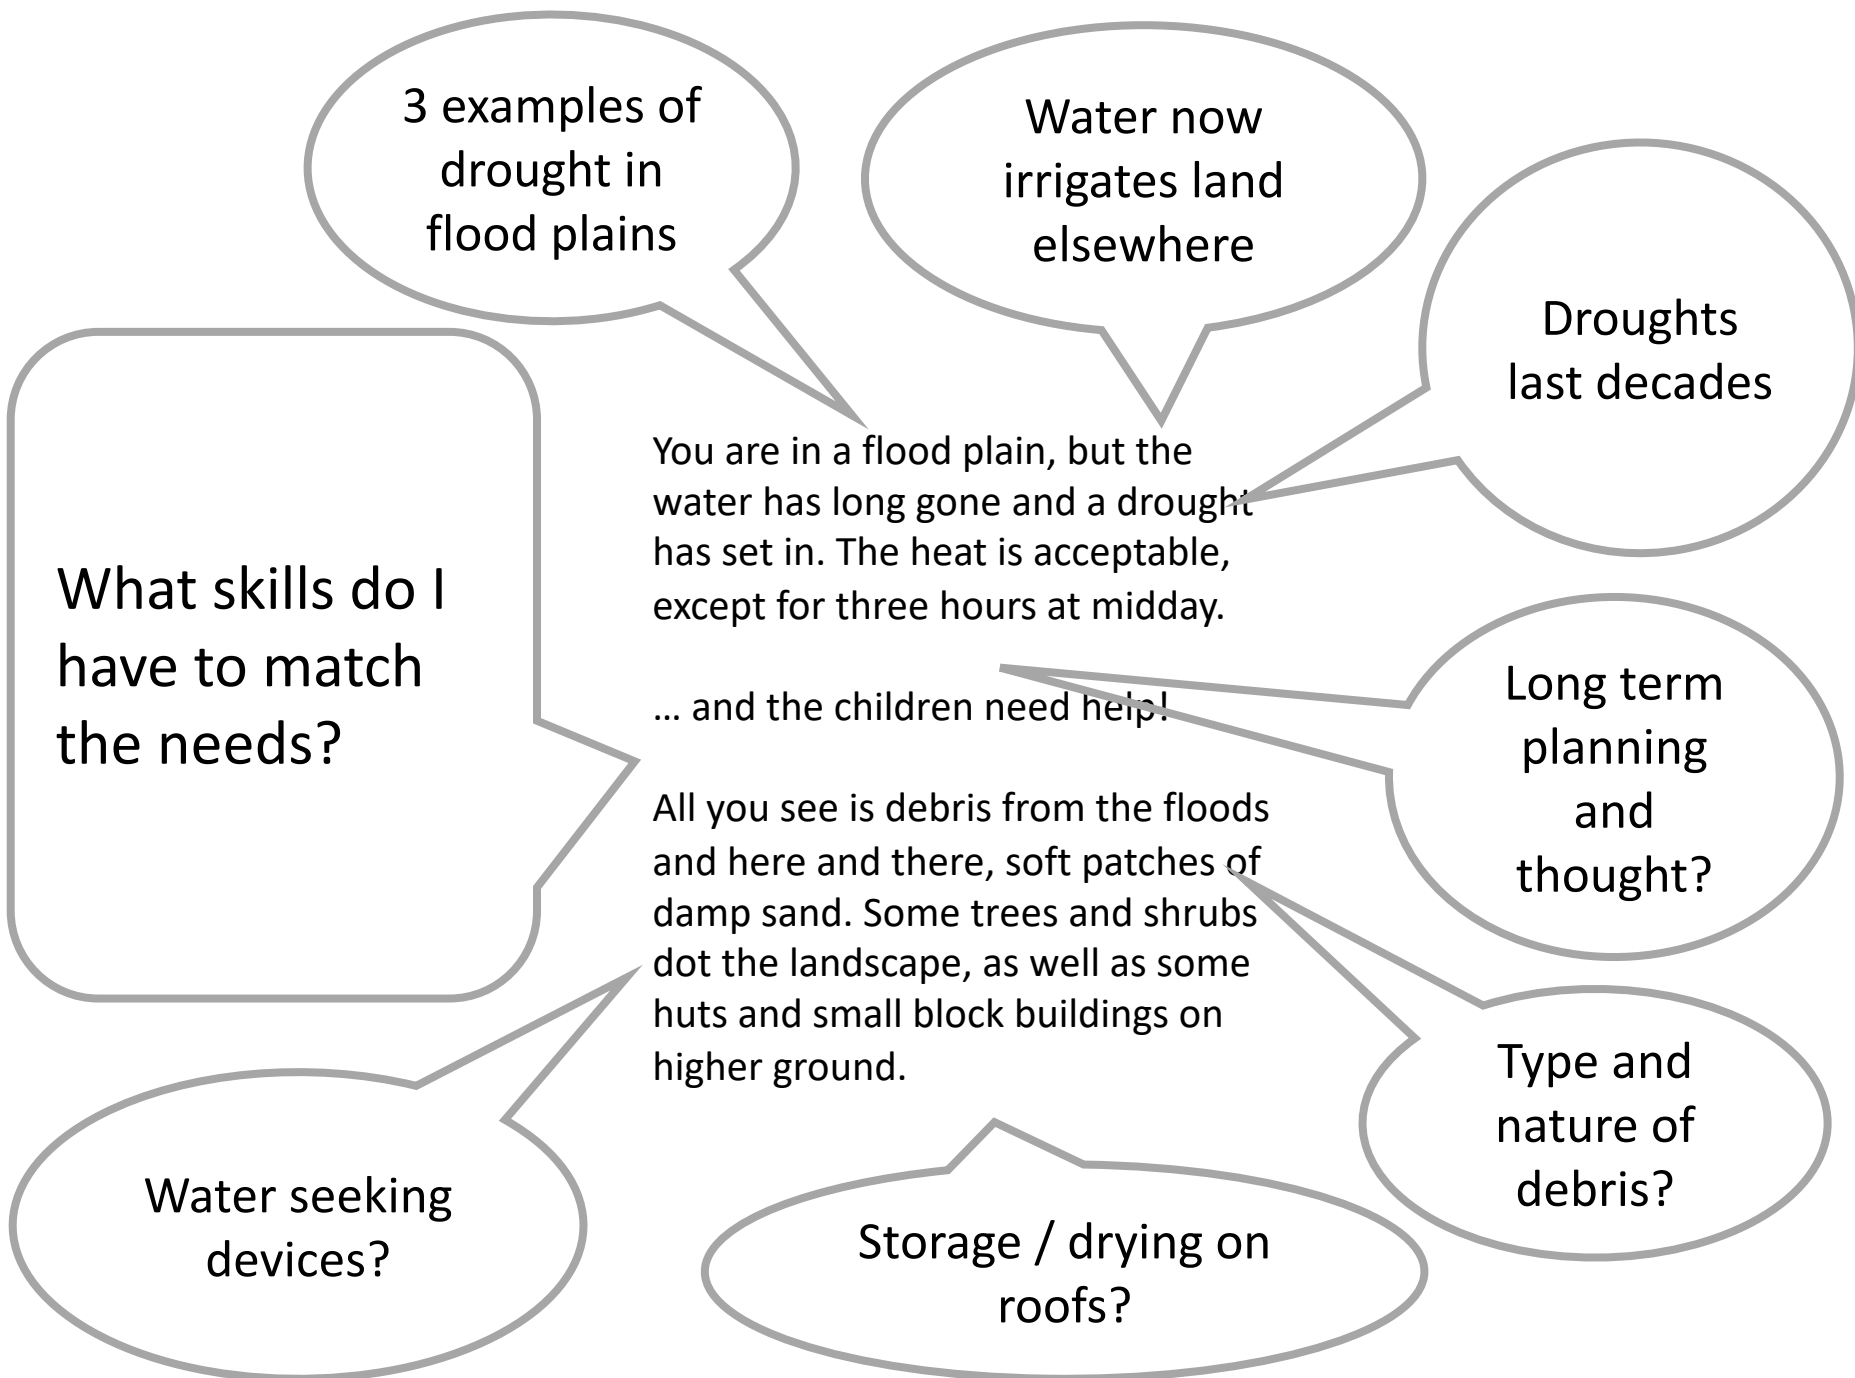 3 examples of
drought in
flood plains
Water now
irrigates land
elsewhere
Droughts
last decades
What skills do I
have to match
the needs?
You are in a flood plain, but the
water has long gone and a drought
has set in. The heat is acceptable,
except for three hours at midday.
... and the children need help!
All you see is debris from the floods
and here and there, soft patches of
damp sand. Some trees and shrubs
dot the landscape, as well as some
huts and small block buildings on
higher ground.
Long term
planning
and
thought?
Type and
nature of
debris?
Water seeking
devices?
Storage / drying on
roofs?